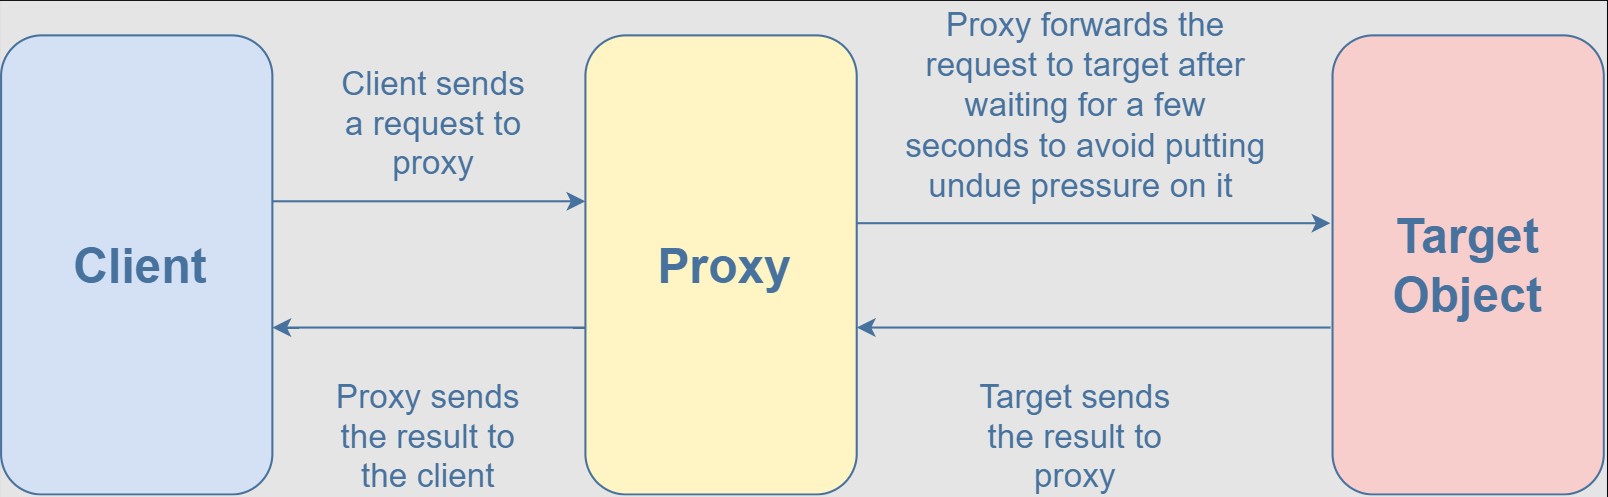 Client
Client sends
a request to
proxy
Proxy sends
the result to
the client
Proxy
Proxy forwards the
request to target after
waiting for a few
seconds to avoid putting
undue pressure on it
Target sends
the result to
proxy
Target
Object